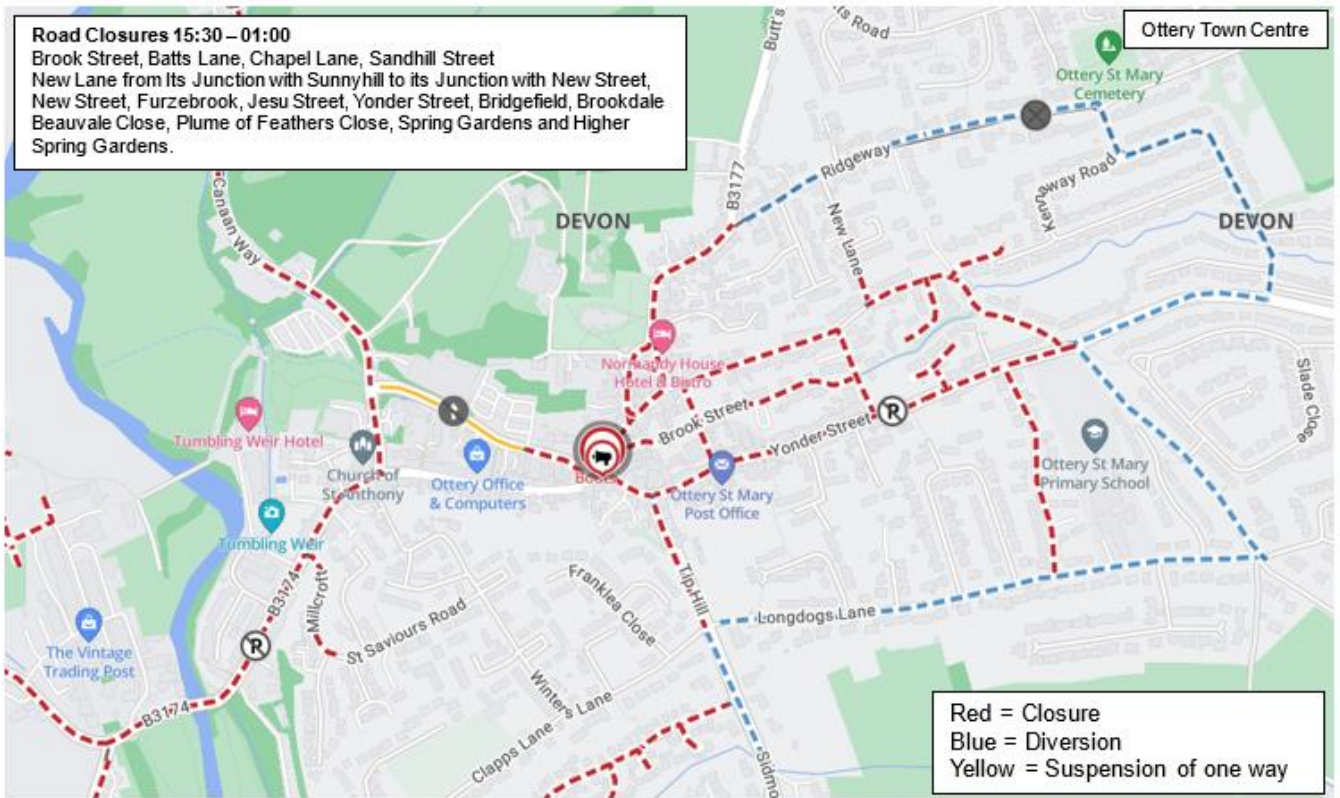 Road Closures 15:30 – 01:00
Brook Street, Batts Lane, Chapel Lane, Sandhill Street
New Lane from Its Junction with Sunnyhill to its Junction with New Street,
New Street, Furzebrook, Jesu Street, Yonder Street, Bridgefield, Brookdale
Beauvale Close, Plume of Feathers Close, Spring Gardens and Higher
Spring Gardens.
Ottery Town Centre
Butt's
Road
Ottery St Mary
Cemetery
Ridgeway
B3177
Canaan Way
DEVON
New Lane
way Road
DEVON
Normandy House
Hotel & Bistro
Slade Close
Tumbling Weir Hotel
Church of
St Anthony
Ottery Office
& Computers
Boots
Brook Street
Yonder Street
R
Ottery St Mary
Post Office
Ottery St Mary
Primary School
Tumbling Weir
B3174
Millcroft
St Saviours Road
Franklea Close
Tip Hill
Longdogs Lane
The Vintage
Trading Post
R
B3174
Winters Lane
Clapps Lane
Sidmo
Red = Closure
Blue = Diversion
Yellow = Suspension of one way